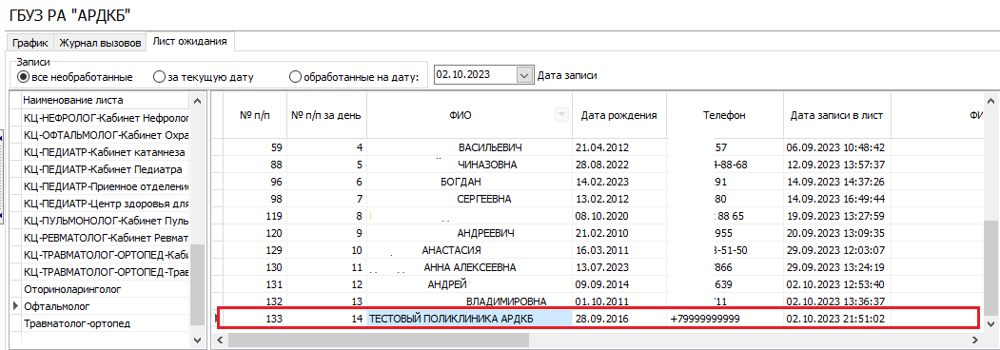 ГБУЗ РА "АРДКБ"
График Журнал вызовов Лист ожидания
Записи
все необработанные за текущую дату обработанные на дату: 02.10.2023 Дата записи
Наименование листа
КЦ-НЕФРОЛОГ-Кабинет Нефролог
КЦ-ОФТАЛЬМОЛОГ-Кабинет Охра
КЦ-ПЕДИАТР-Кабинет катамнеза
КЦ-ПЕДИАТР-Кабинет Педиатра
КЦ-ПЕДИАТР-Приемное отделение
КЦ-ПЕДИАТР-Центр здоровья для
КЦ-ПУЛЬМОНОЛОГ-Кабинет Пуль
КЦ-РЕВМАТОЛОГ-Кабинет Ревмат
КЦ-ТРАВМАТОЛОГ-ОРТОПЕД-Каби
КЦ-ТРАВМАТОЛОГ-ОРТОПЕД-Трав
Оториноларинголог
Офтальмолог
Травматолог-ортопед
№ п/п № п/п за день ФИО Дата рождения Телефон Дата записи в лист ФИ
59 4 ВАСИЛЬЕВИЧ 21.04.2012 57 06.09.2023 10:48:42
88 5 ЧИНАЗОВНА 28.08.2022 4-88-68 12.09.2023 13:57:37
96 6 БОГДАН 14.02.2023 91 14.09.2023 14:37:26
98 7 СЕРГЕЕВНА 13.02.2012 80 14.09.2023 16:49:44
119 8 08.10.2020 88 65 19.09.2023 13:27:59
120 9 АНДРЕЕВИЧ 21.02.2010 955 20.09.2023 13:09:35
129 10 АНАСТАСИЯ 16.03.2011 3-51-50 29.09.2023 12:03:07
130 11 АННА АЛЕКСЕЕВНА 13.07.2023 7866 29.09.2023 13:24:19
131 12 АНДРЕЙ 09.09.2014 639 02.10.2023 12:53:40
132 13 ВЛАДИМИРОВНА 01.10.2011 711 02.10.2023 13:36:37
133 14 ТЕСТОВЫЙ ПОЛИКЛИНИКА АРДКБ 28.09.2016 +79999999999 02.10.2023 21:51:02